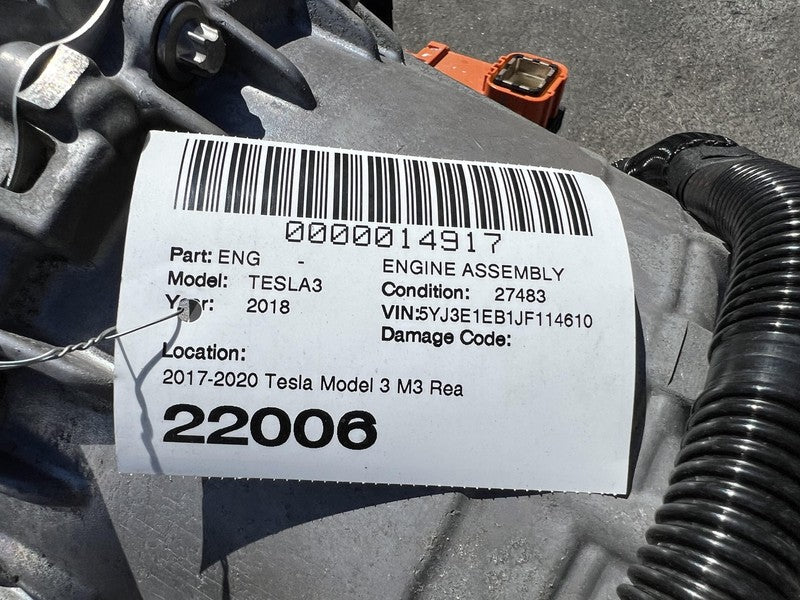 0000014917
Part: ENG - ENGINE ASSEMBLY
Model: TESLA3 Condition: 27483
Year: 2018 VIN:5YJ3E1EB1JF114610
Damage Code:
Location:
2017-2020 Tesla Model 3 M3 Rea
22006